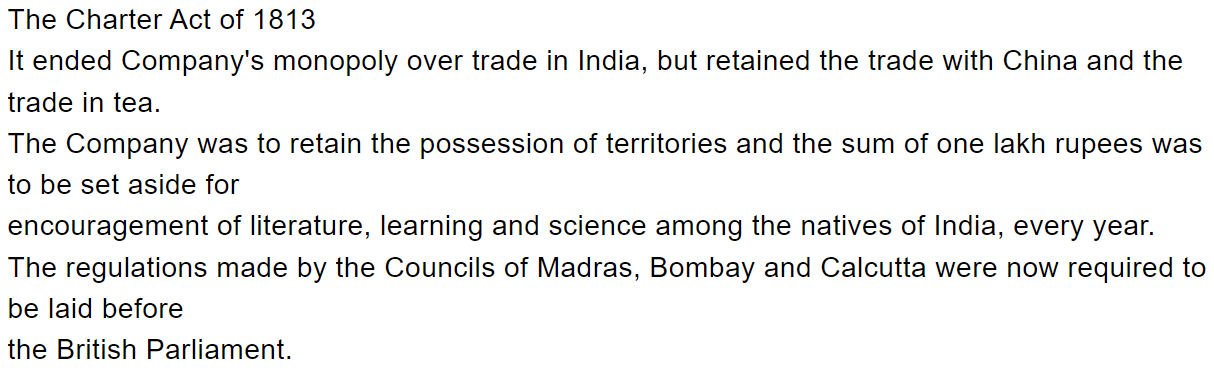 The Charter Act of 1813
It ended Company's monopoly over trade in India, but retained the trade with China and the
trade in tea.
The Company was to retain the possession of territories and the sum of one lakh rupees was
to be set aside for
encouragement of literature, learning and science among the natives of India, every year.
The regulations made by the Councils of Madras, Bombay and Calcutta were now required to
be laid before
the British Parliament.